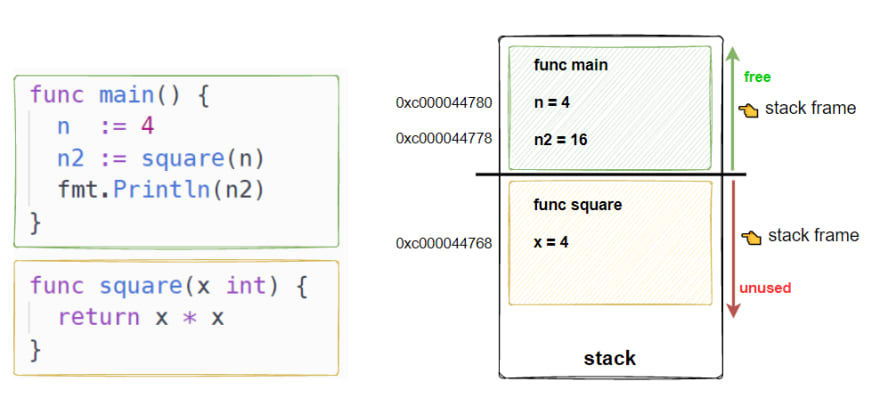 func main() {
n := 4
n2 := square(n)
fmt.Println(n2)
}
func square(x int) {
return x * x
}
func main
0xc000044780
n = 4
0xc000044778
n2 = 16
free
stack frame
func square
0xc000044768
x = 4
stack frame
unused
stack